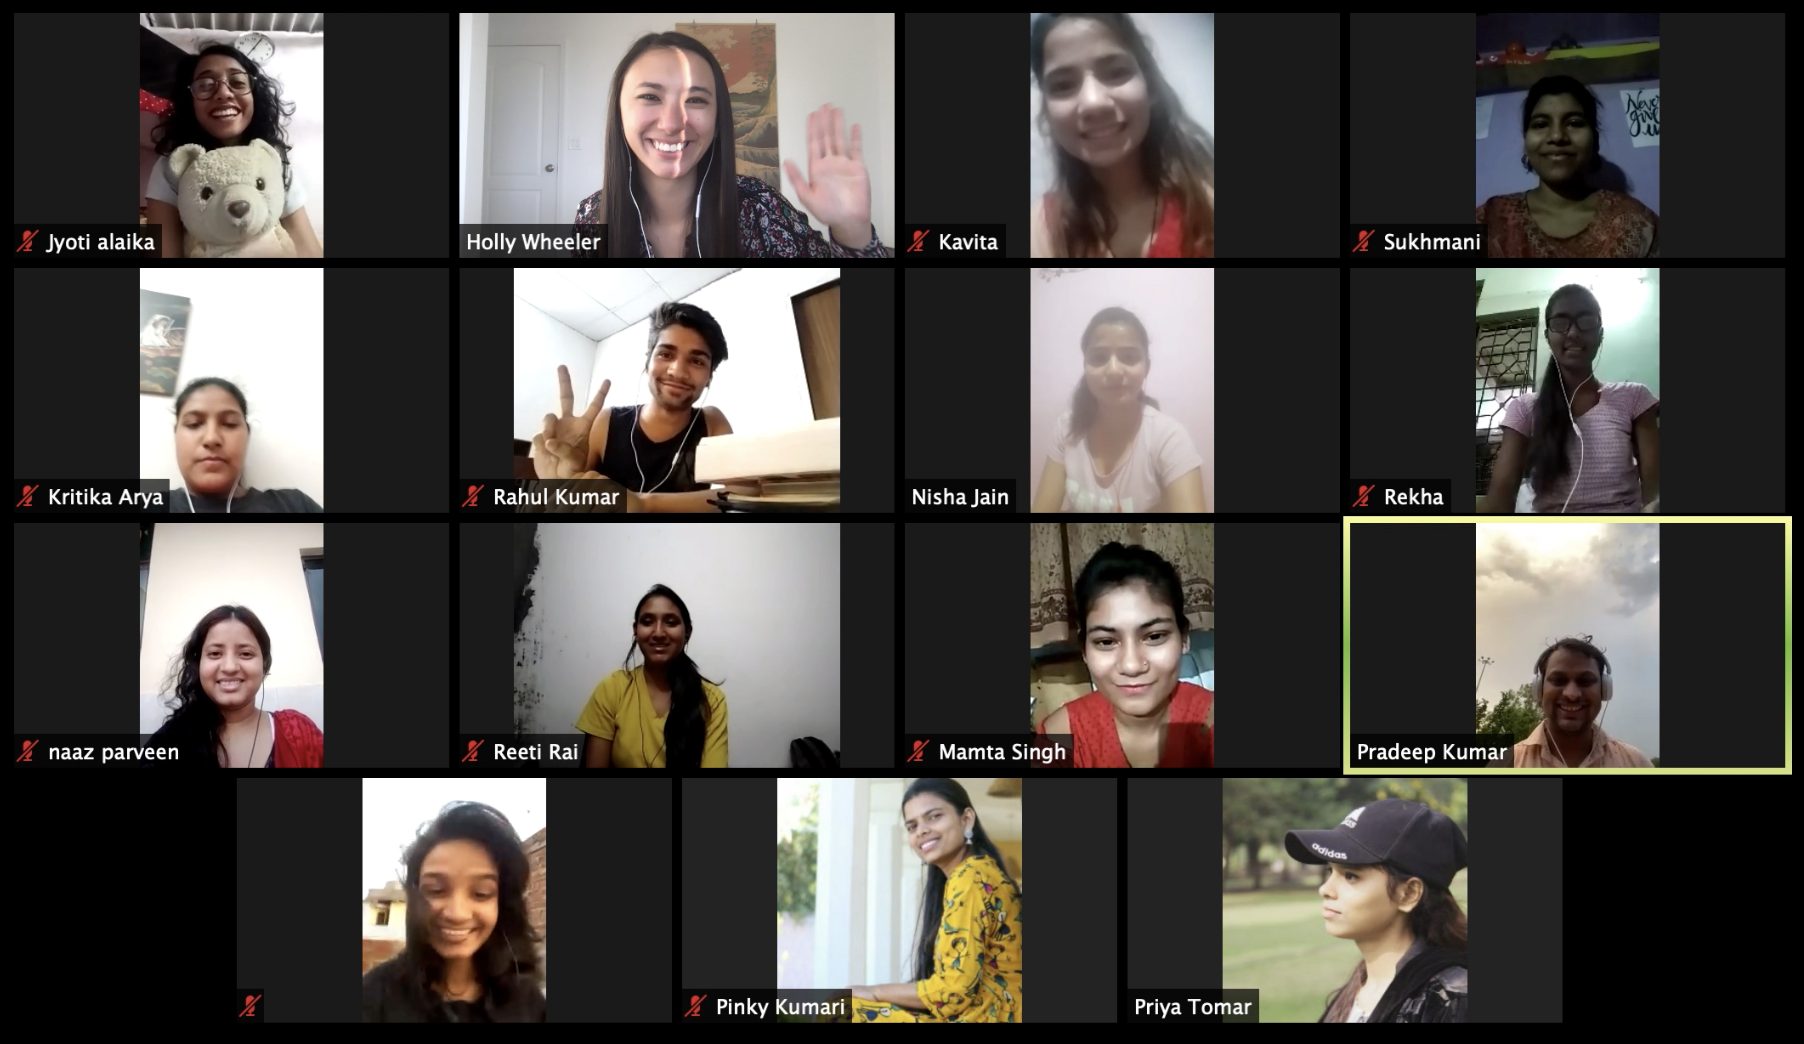 Never
give
Jyoti alaika
Holly Wheeler
Kavita
Sukhmani
Kritika Arya
Rahul Kumar
Nisha Jain
Rekha
naaz parveen
Reeti Rai
Mamta Singh
Pradeep Kumar
adidas
Pinky Kumari
Priya Tomar